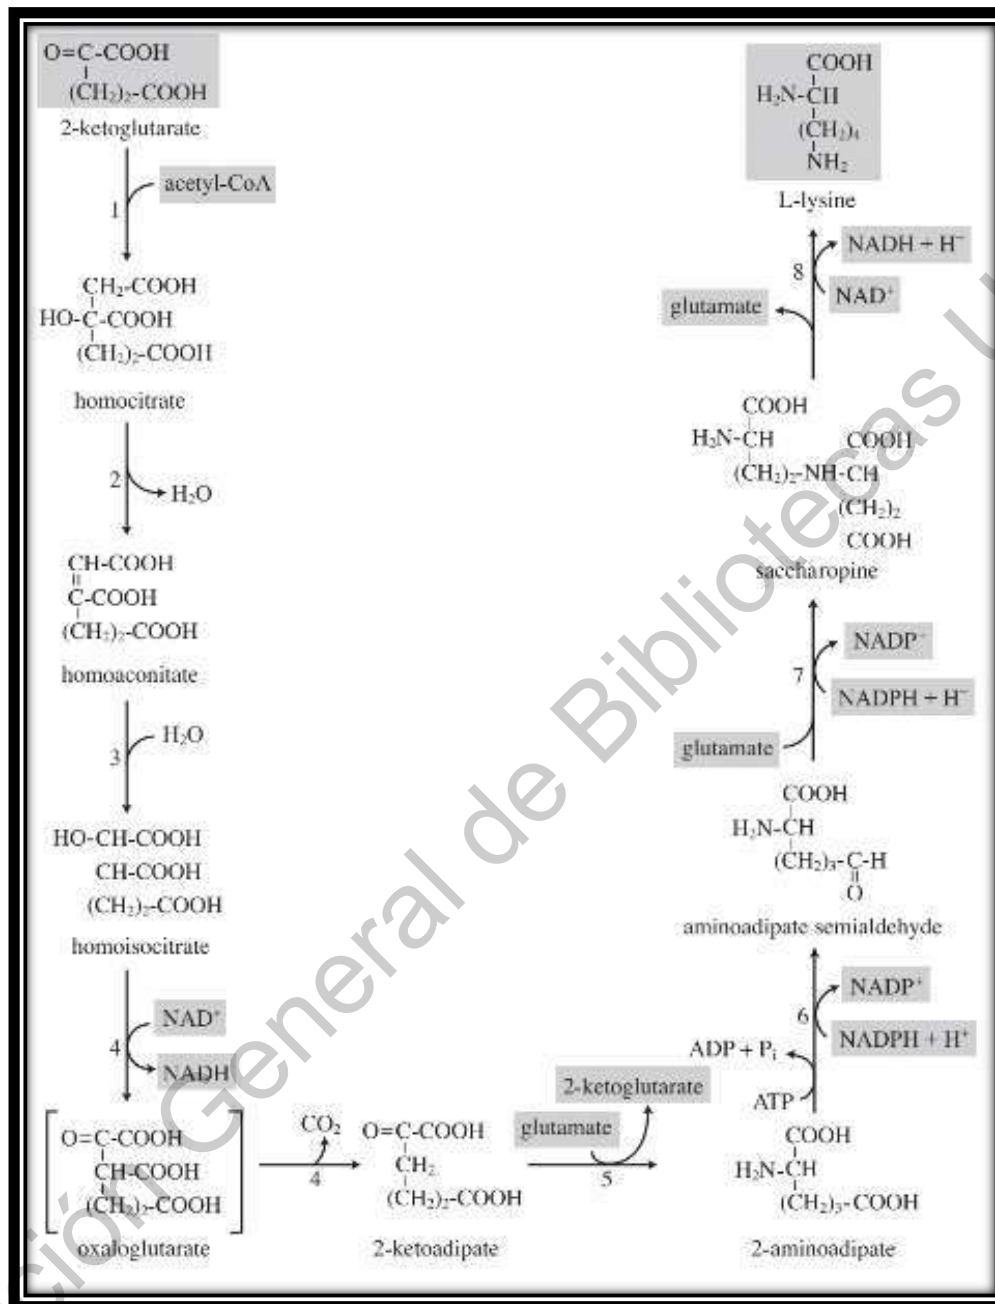 O=C-COOH
(CH₂)₂-COOH
2-ketoglutarate
acetyl-CoA
1
CH₂-COOH
HO-C-COOH
(CH₂)₂-COOH
homocitrate
2
H₂O
CH-COOH
C-COOH
(CH₂)₂-COOH
homoaconitate
3
H₂O
HO-CH-COOH
CH-COOH
(CH₂)₂-COOH
homoisocitrate
4
NAD⁺
NADH
O=C-COOH
CH-COOH
(CH₂)₂-COOH
oxaloglutarate
CO₂
4
O=C-COOH
CH₂
(CH₂)₂-COOH
2-ketoadipate
glutamate
2-ketoglutarate
5
COOH
H₂N-CH
(CH₂)₃-COOH
2-aminoadipate
ATP
ADP + Pᵢ
6
NADP⁺
NADPH + H⁺
COOH
H₂N-CH
(CH₂)₃-C-H
O
aminoadipate semialdehyde
glutamate
7
NADP⁻
NADPH + H⁻
COOH
H₂N-CH
COOH
(CH₂)₂-NH-CH
(CH₂)₂
COOH
saccharopine
glutamate
8
NADH + H⁻
NAD⁺
COOH
H₂N-CH
(CH₂)₄
NH₂
L-lysine
ción General de Bibliotecas U